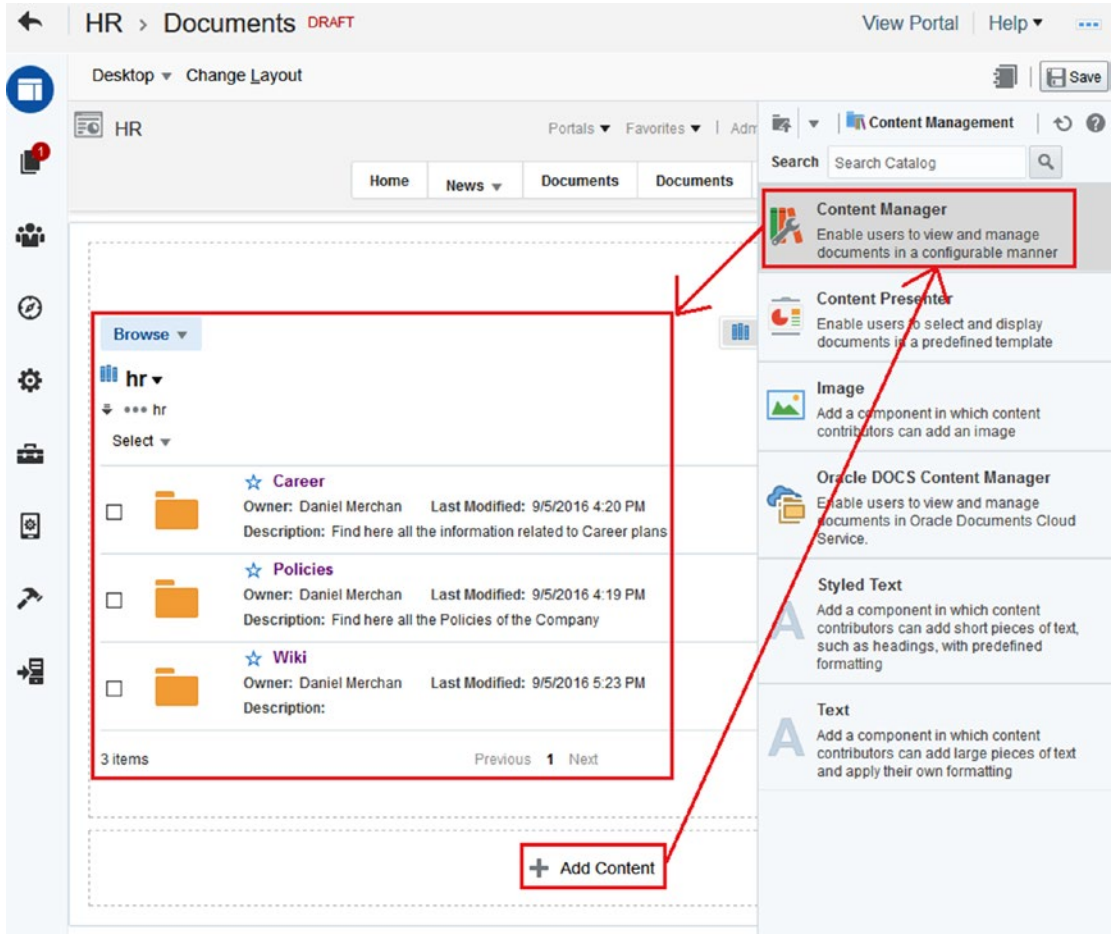 HR > Documents DRAFT
View Portal Help
Desktop Change Layout
Save
HR
Portals Favorites
1
Home News Documents Documents
Content Management
Search Search Catalog
Content Manager
Enable users to view and manage
documents in a configurable manner
Content Presenter
Enable users to select and display
documents in a predefined template
Image
Add a component in which content
contributors can add an image
Oracle DOCS Content Manager
Enable users to view and manage
documents in Oracle Documents Cloud
Service.
Styled Text
Add a component in which content
contributors can add short pieces of text,
such as headings, with predefined
formatting
Text
Add a component in which content
contributors can add large pieces of text
and apply their own formatting
Browse
hr
hr
Select
Career
Owner: Daniel Merchan Last Modified: 9/5/2016 4:20 PM
Description: Find here all the information related to Career plans
Policies
Owner: Daniel Merchan Last Modified: 9/5/2016 4:19 PM
Description: Find here all the Policies of the Company
Wiki
Owner: Daniel Merchan Last Modified: 9/5/2016 5:23 PM
Description:
3 items
Previous 1 Next
Add Content